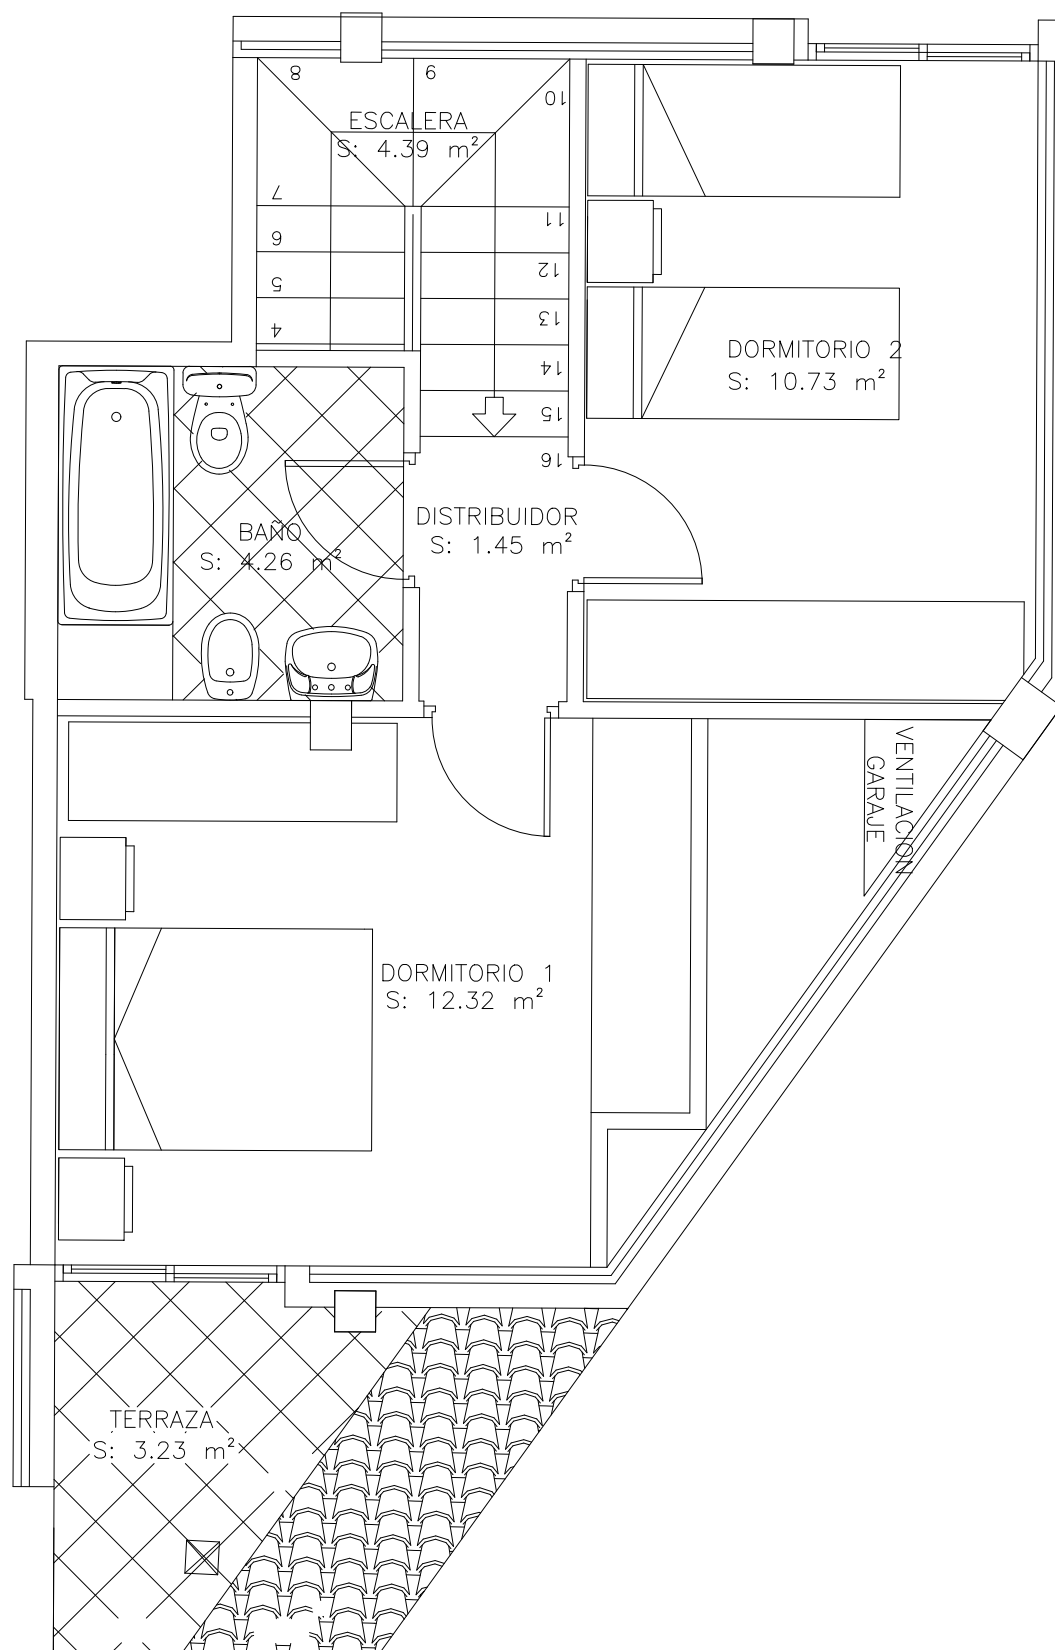 8
9
10
ESCALERA
S: 4.39 m²
7
11
6
12
5
13
4
14
15
16
DORMITORIO 2
S: 10.73 m²
DISTRIBUIDOR
S: 1.45 m²
BAÑO
S: 4.26 m²
VENTILACION
GARAJE
DORMITORIO 1
S: 12.32 m²
TERRAZA
S: 3.23 m²